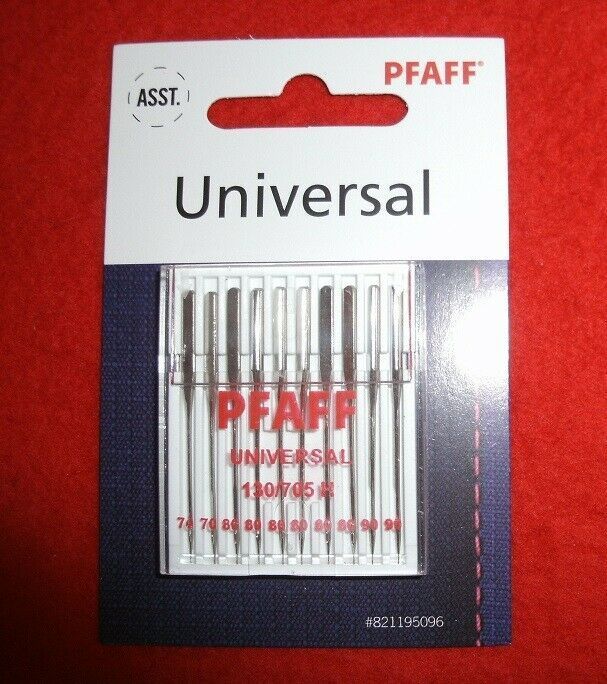 ASST.
PFAFF®
Universal
PFAFF
UNIVERSAL
130/705 H
70 70 80 80 80 80 80 80 90 90
#821195096